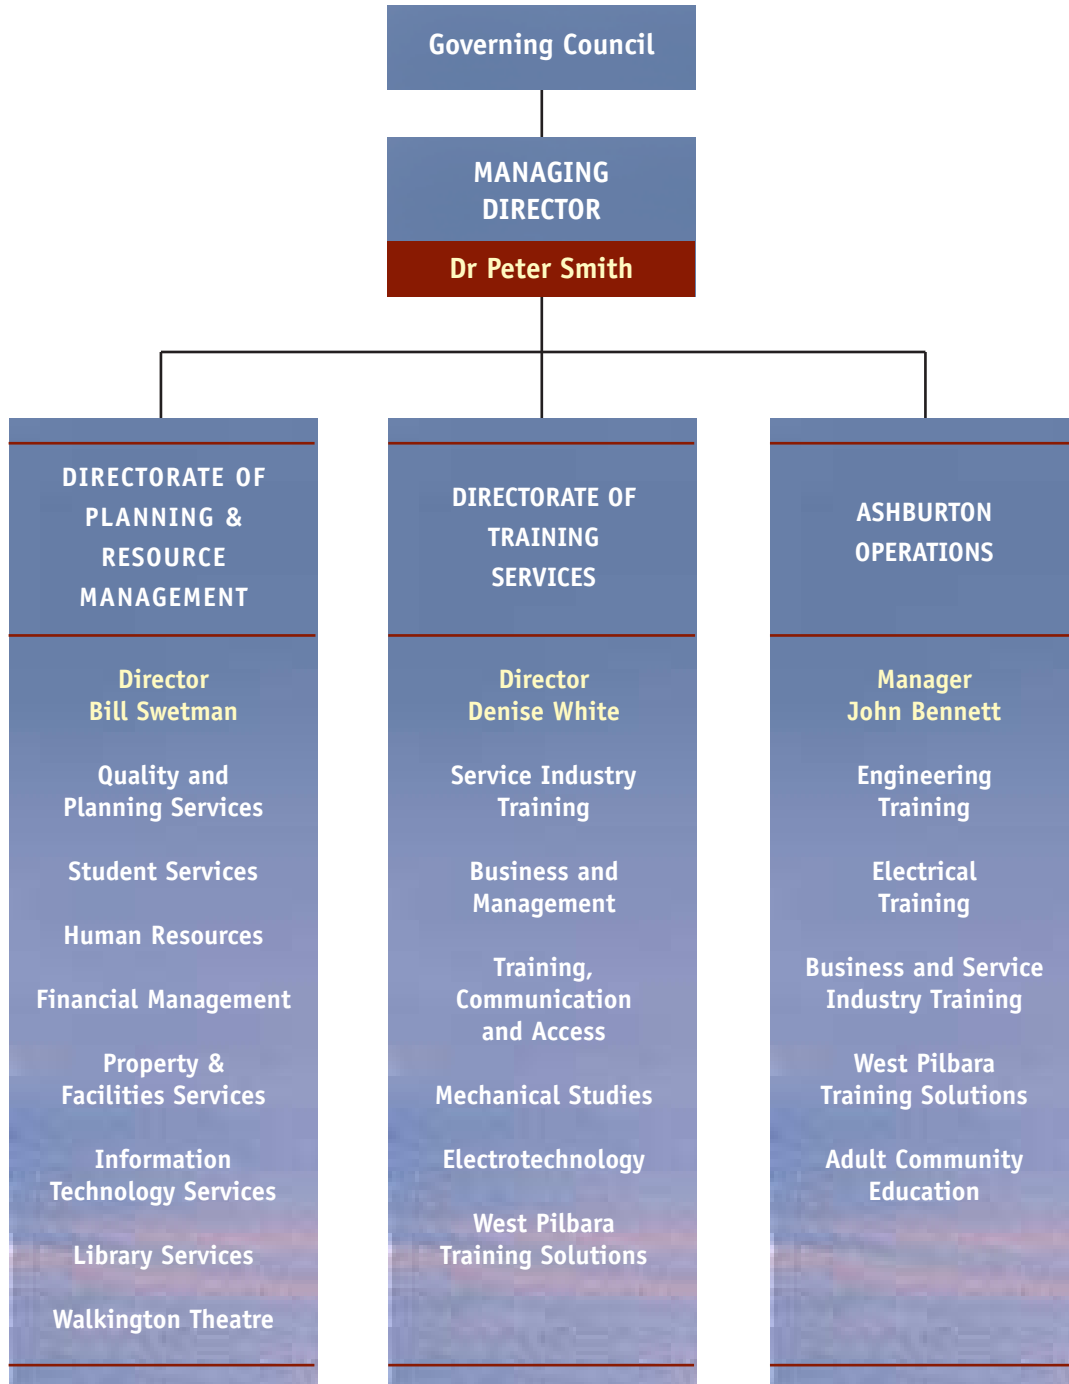 Governing Council
MANAGING
DIRECTOR
Dr Peter Smith
DIRECTORATE OF
PLANNING &
RESOURCE
MANAGEMENT
Director
Bill Swetman
Quality and
Planning Services
Student Services
Human Resources
Financial Management
Property &
Facilities Services
Information
Technology Services
Library Services
Walkington Theatre
DIRECTORATE OF
TRAINING
SERVICES
Director
Denise White
Service Industry
Training
Business and
Management
Training,
Communication
and Access
Mechanical Studies
Electrotechnology
West Pilbara
Training Solutions
ASHBURTON
OPERATIONS
Manager
John Bennett
Engineering
Training
Electrical
Training
Business and Service
Industry Training
West Pilbara
Training Solutions
Adult Community
Education